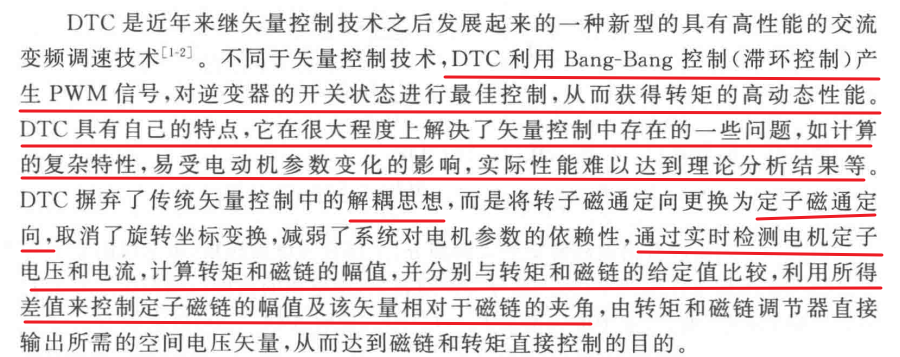 DTC 是近年来继矢量控制技术之后发展起来的一种新型的具有高性能的交流
变频调速技术[1-2]。不同于矢量控制技术,DTC 利用 Bang-Bang 控制(滞环控制)产
生 PWM 信号,对逆变器的开关状态进行最佳控制,从而获得转矩的高动态性能。
DTC 具有自己的特点,它在很大程度上解决了矢量控制中存在的一些问题,如计算
的复杂特性,易受电动机参数变化的影响,实际性能难以达到理论分析结果等。
DTC 摒弃了传统矢量控制中的解耦思想,而是将转子磁通定向更换为定子磁通定
向,取消了旋转坐标变换,减弱了系统对电机参数的依赖性,通过实时检测电机定子
电压和电流,计算转矩和磁链的幅值,并分别与转矩和磁链的给定值比较,利用所得
差值来控制定子磁链的幅值及该矢量相对于磁链的夹角,由转矩和磁链调节器直接
输出所需的空间电压矢量,从而达到磁链和转矩直接控制的目的。